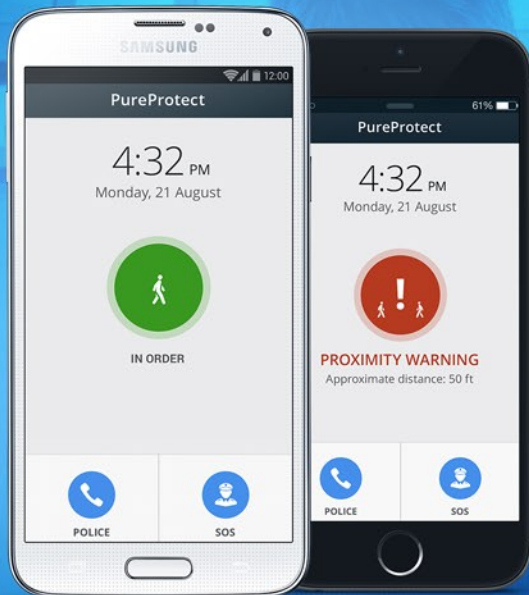 SAMSUNG
12:00
PureProtect
4:32 PM
Monday, 21 August
IN ORDER
POLICE
SOS
61%
PureProtect
4:32 PM
Monday, 21 August
!
PROXIMITY WARNING
Approximate distance: 50 ft
POLICE
SOS